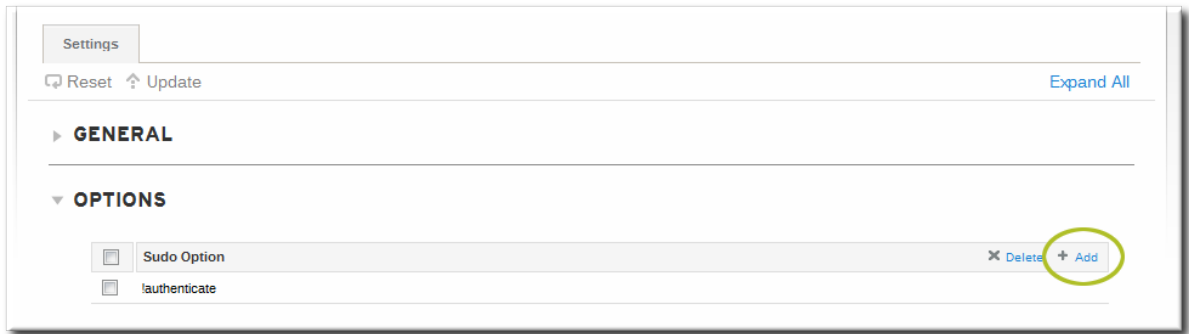 Settings
Reset Update Expand All
GENERAL
OPTIONS
Sudo Option Delete + Add
!authenticate